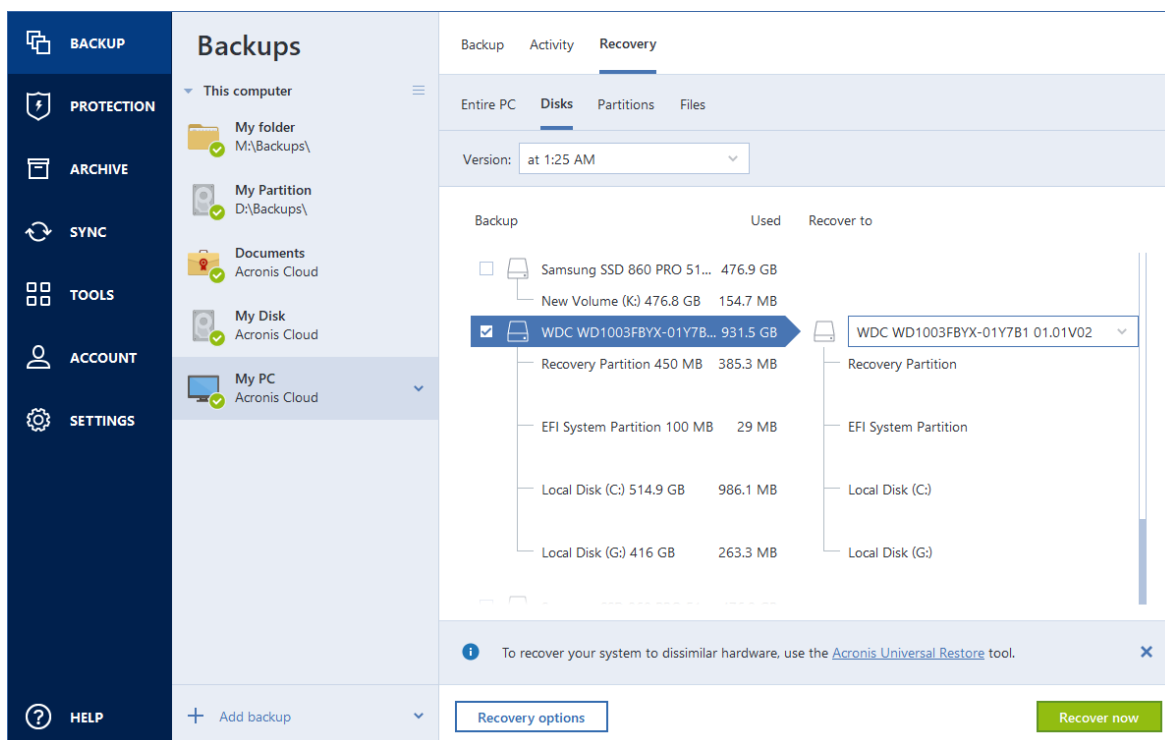 BACKUP
PROTECTION
ARCHIVE
SYNC
TOOLS
ACCOUNT
SETTINGS
HELP
Backups
This computer
My folder
M:\Backups\
My Partition
D:\Backups\
Documents
Acronis Cloud
My Disk
Acronis Cloud
My PC
Acronis Cloud
Add backup
Backup Activity Recovery
Entire PC Disks Partitions Files
Version: at 1:25 AM
Backup Used Recover to
Samsung SSD 860 PRO 51... 476.9 GB
New Volume (K:) 476.8 GB 154.7 MB
WDC WD1003FBYX-01Y7B... 931.5 GB WDC WD1003FBYX-01Y7B1 01.01V02
Recovery Partition 450 MB 385.3 MB Recovery Partition
EFI System Partition 100 MB 29 MB EFI System Partition
Local Disk (C:) 514.9 GB 986.1 MB Local Disk (C:)
Local Disk (G:) 416 GB 263.3 MB Local Disk (G:)
To recover your system to dissimilar hardware, use the Acronis Universal Restore tool.
Recovery options Recover now